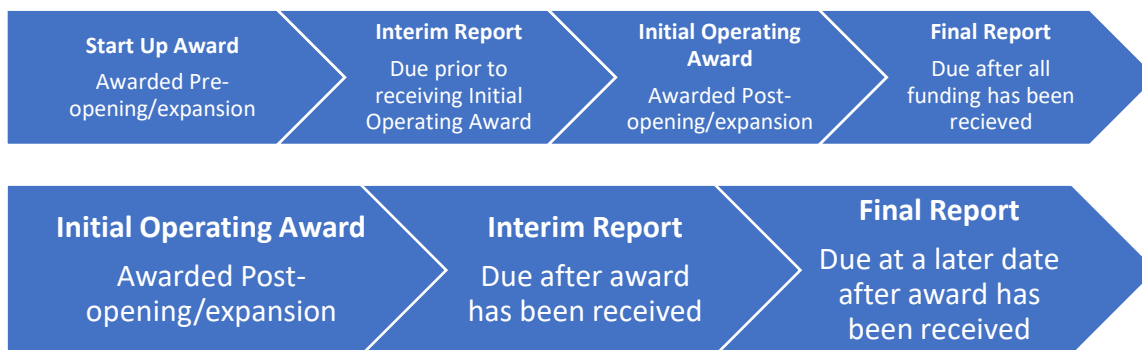 Start Up Award
Awarded Pre-
opening/expansion
Interim Report
Due prior to
receiving Initial
Operating Award
Initial Operating
Award
Awarded Post-
opening/expansion
Final Report
Due after all
funding has been
recieved
Initial Operating Award
Awarded Post-
opening/expansion
Interim Report
Due after award
has been received
Final Report
Due at a later date
after award has
been received